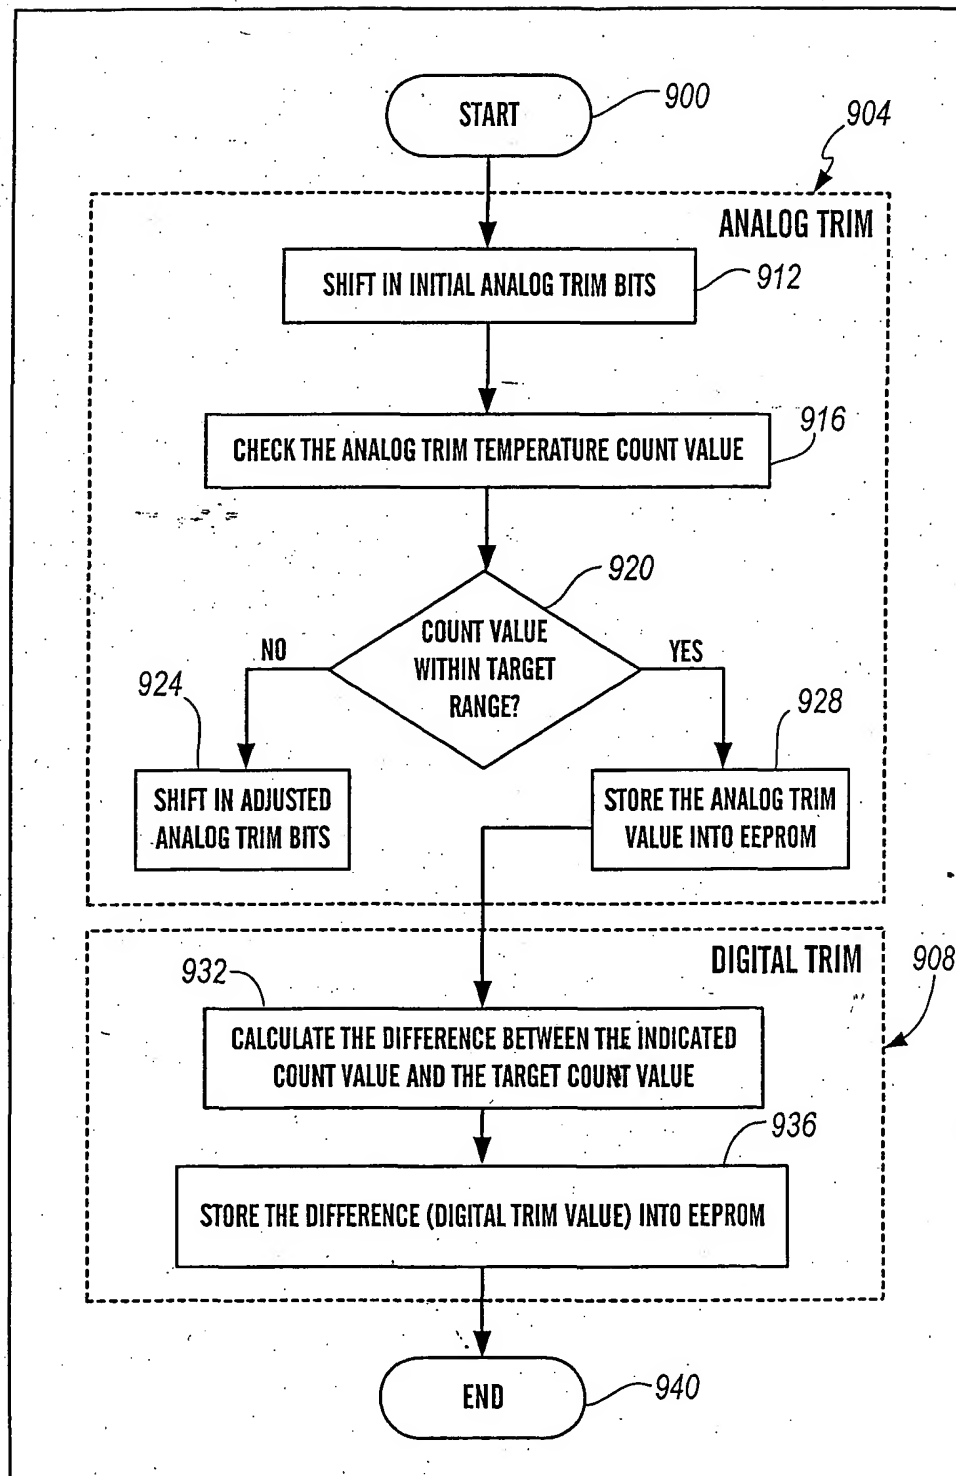 START
900
904
ANALOG TRIM
SHIFT IN INITIAL ANALOG TRIM BITS
912
CHECK THE ANALOG TRIM TEMPERATURE COUNT VALUE
916
920
COUNT VALUE
WITHIN TARGET
RANGE?
NO
YES
924
928
SHIFT IN ADJUSTED
ANALOG TRIM BITS
STORE THE ANALOG TRIM
VALUE INTO EEPROM
DIGITAL TRIM
908
932
CALCULATE THE DIFFERENCE BETWEEN THE INDICATED
COUNT VALUE AND THE TARGET COUNT VALUE
936
STORE THE DIFFERENCE (DIGITAL TRIM VALUE) INTO EEPROM
END
940